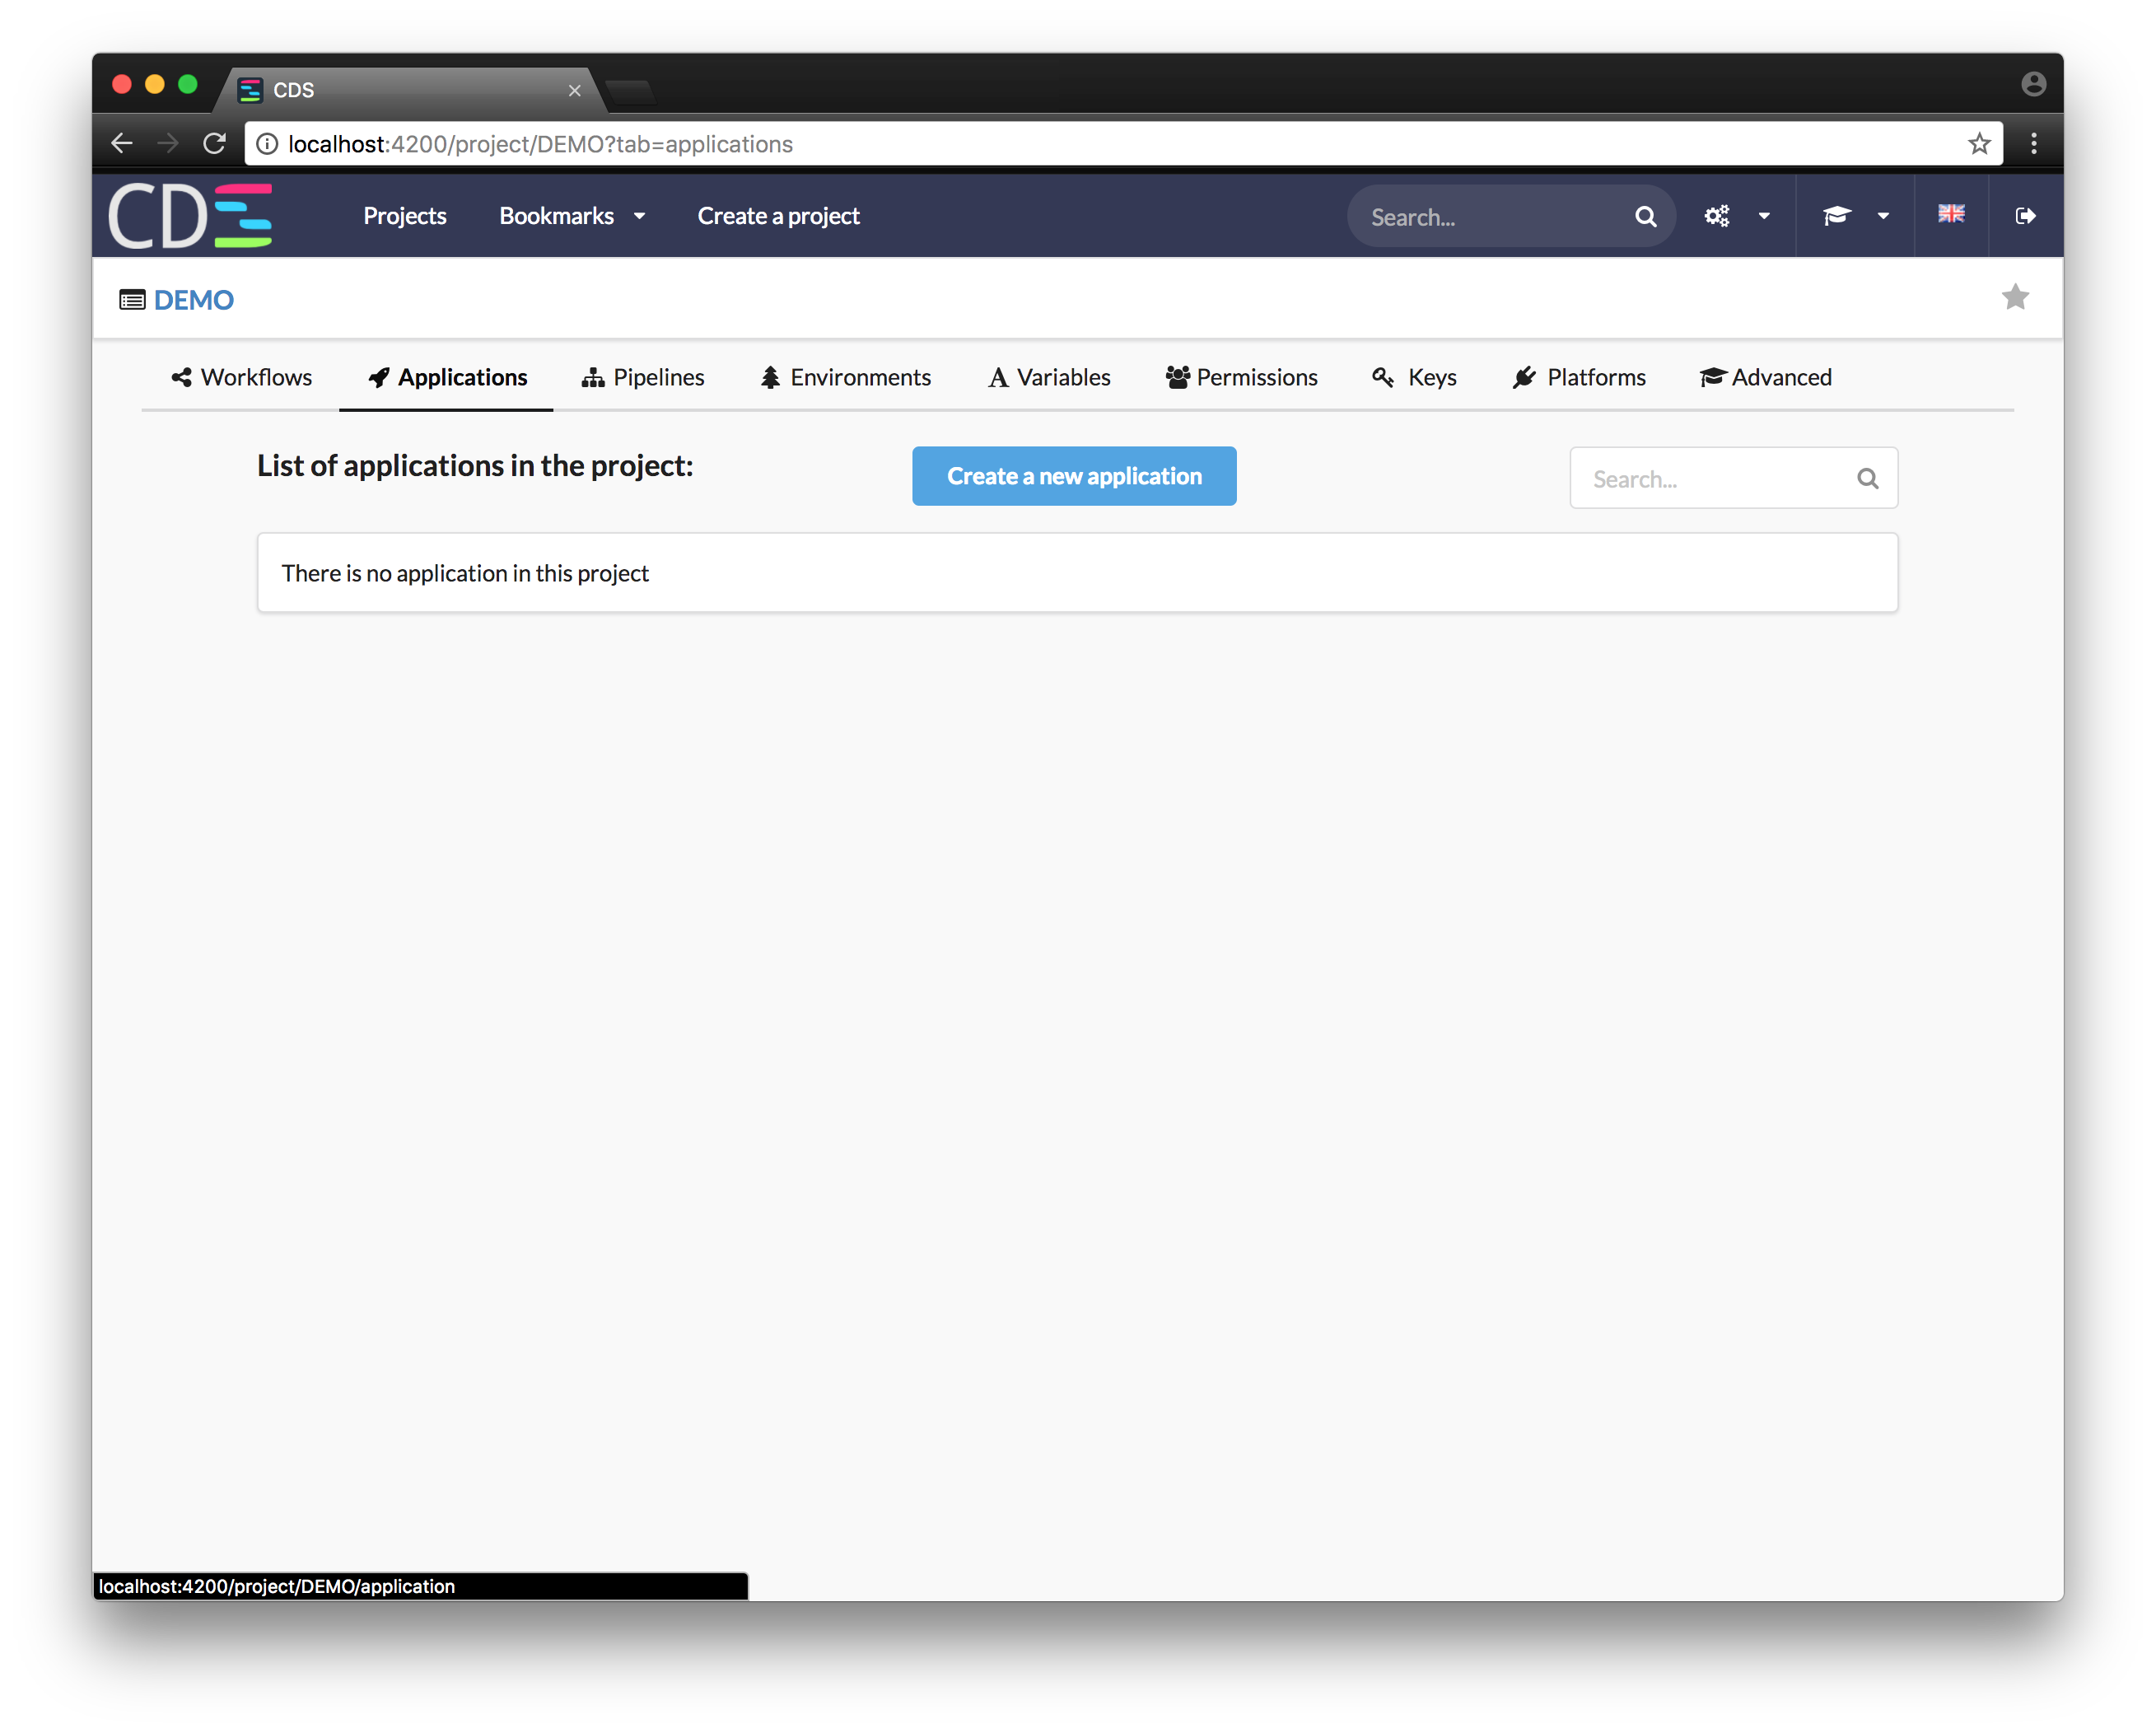 CDS
localhost:4200/project/DEMO?tab=applications
CDS Projects Bookmarks Create a project Search...
DEMO
Workflows Applications Pipelines Environments Variables Permissions Keys Platforms Advanced
List of applications in the project: Create a new application Search...
There is no application in this project
localhost:4200/project/DEMO/application